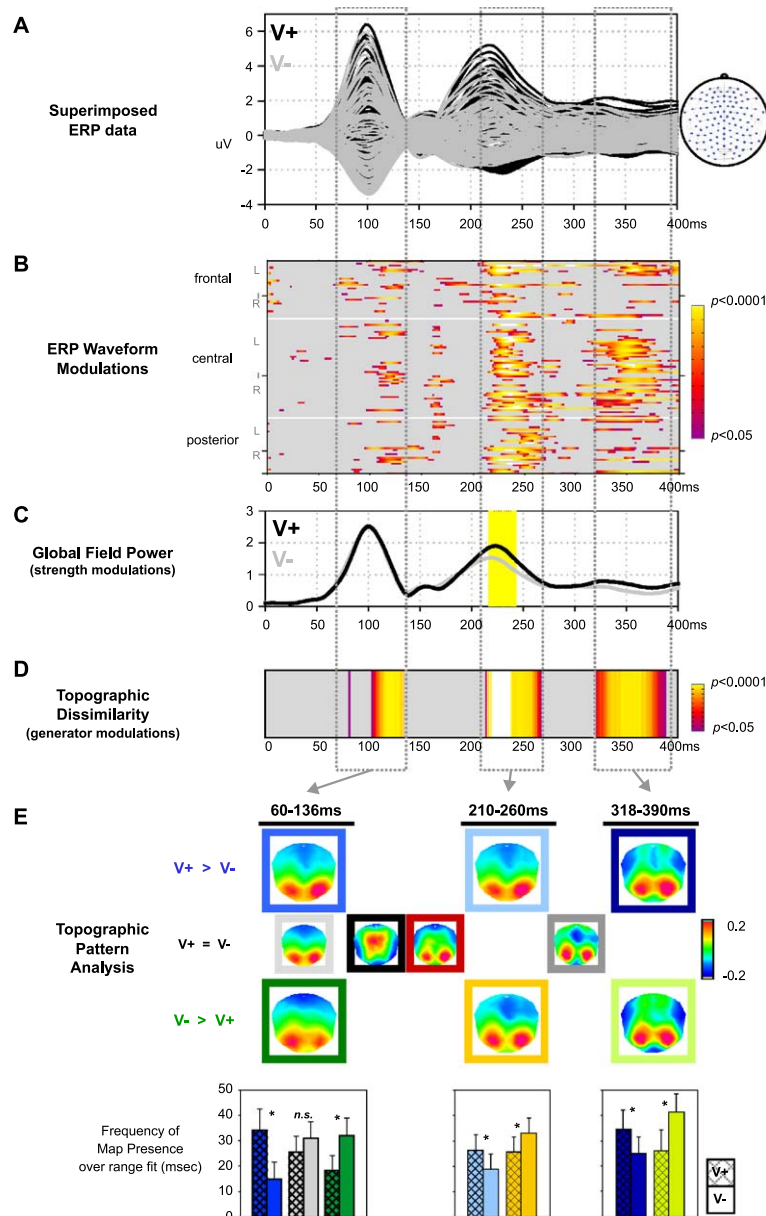 A
Superimposed
ERP data
V+
V-
uV
6
4
2
0
-2
-4
0 50 100 150 200 250 300 350 400ms
B
ERP Waveform
Modulations
frontal
L
R
central
L
R
posterior
L
R
0 50 100 150 200 250 300 350 400ms
p<0.0001
p<0.05
C
Global Field Power
(strength modulations)
V+
V-
3
2
1
0
0 50 100 150 200 250 300 350 400ms
D
Topographic
Dissimilarity
(generator modulations)
0 50 100 150 200 250 300 350 400ms
p<0.0001
p<0.05
E
60-136ms 210-260ms 318-390ms
V+ > V-
Topographic
Pattern
Analysis
V+ = V-
V- > V+
0.2
-0.2
Frequency of
Map Presence
over range fit (msec)
50
40
30
20
10
0
* n.s. *
* *
* *
V+
V-